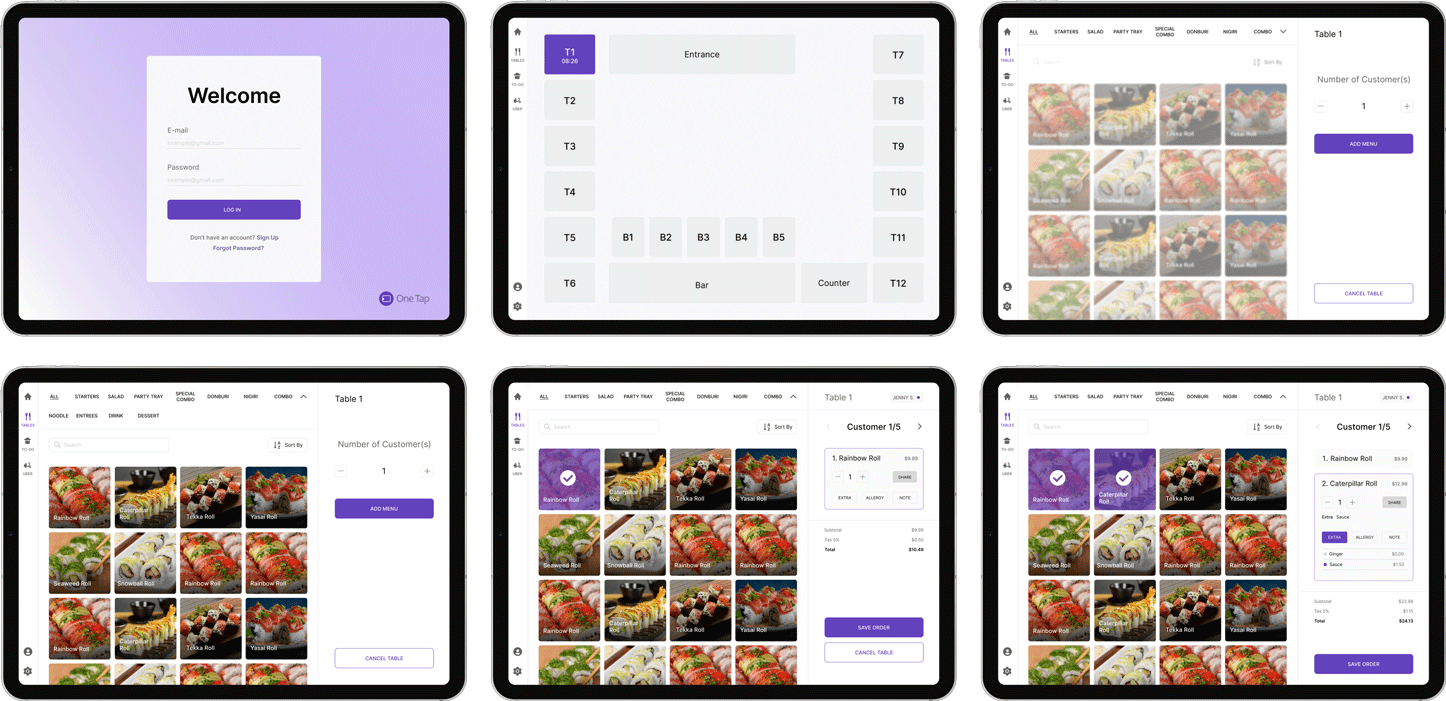 Welcome
E-mail
example@gmail.com
Password
example@gmail.com
LOG IN
Don't have an account? Sign Up
Forgot Password?
One Tap
TABLES
TO-GO
UBER
T1
08:26
Entrance
T7
T2
T8
T3
T9
T4
T10
T5
B1
B2
B3
B4
B5
T11
T6
Bar
Counter
T12
TABLES
TO-GO
UBER
ALL
STARTERS
SALAD
PARTY TRAY
SPECIAL
COMBO
DONBURI
NIGIRI
COMBO
Search
Sort By
Rainbow Roll
Caterpillar
Roll
Tekka Roll
Yasai Roll
Seaweed Roll
Snowball Roll
Rainbow Roll
Rainbow Roll
Rainbow Roll
Caterpillar
Roll
Tekka Roll
Yasai Roll
Table 1
Number of Customer(s)
1
ADD MENU
CANCEL TABLE
TABLES
TO-GO
UBER
ALL
STARTERS
SALAD
PARTY TRAY
SPECIAL
COMBO
DONBURI
NIGIRI
COMBO
NOODLE
ENTREES
DRINK
DESSERT
Search
Sort By
Rainbow Roll
Caterpillar
Roll
Tekka Roll
Yasai Roll
Seaweed Roll
Snowball Roll
Rainbow Roll
Rainbow Roll
Rainbow Roll
Caterpillar
Roll
Tekka Roll
Yasai Roll
Table 1
Number of Customer(s)
1
ADD MENU
CANCEL TABLE
TABLES
TO-GO
UBER
ALL
STARTERS
SALAD
PARTY TRAY
SPECIAL
COMBO
DONBURI
NIGIRI
COMBO
Search
Sort By
Rainbow Roll
Caterpillar
Roll
Tekka Roll
Yasai Roll
Seaweed Roll
Snowball Roll
Rainbow Roll
Rainbow Roll
Rainbow Roll
Caterpillar
Roll
Tekka Roll
Yasai Roll
Table 1
JENNY S.
Customer 1/5
1. Rainbow Roll
$9.99
1
SHARE
EXTRA
ALLERGY
NOTE
Subtotal
$9.99
Tax 5%
$0.50
Total
$10.49
SAVE ORDER
CANCEL TABLE
TABLES
TO-GO
UBER
ALL
STARTERS
SALAD
PARTY TRAY
SPECIAL
COMBO
DONBURI
NIGIRI
COMBO
Search
Sort By
Rainbow Roll
Caterpillar
Roll
Tekka Roll
Yasai Roll
Seaweed Roll
Snowball Roll
Rainbow Roll
Rainbow Roll
Rainbow Roll
Caterpillar
Roll
Tekka Roll
Yasai Roll
Table 1
JENNY S.
Customer 1/5
1. Rainbow Roll
$9.99
2. Caterpillar Roll
$12.99
1
SHARE
Extra Sauce
EXTRA
ALLERGY
NOTE
Ginger
$0.00
Sauce
$1.50
Subtotal
$22.98
Tax 5%
$1.15
Total
$24.13
SAVE ORDER